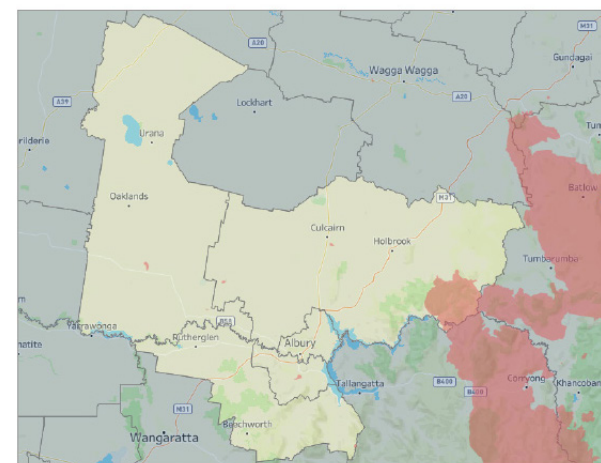 M31
A20
Gundagai
Wagga Wagga
A39
A20
Lockhart
Urana
Batlow
Oaklands
M31
Culcairn
Holbrook
Tumbarumba
Yarrawonga
Rutherglen
Albury
Tallangatta
B400
B400
Corryong
Khancoban
M31
Beechworth
Wangaratta